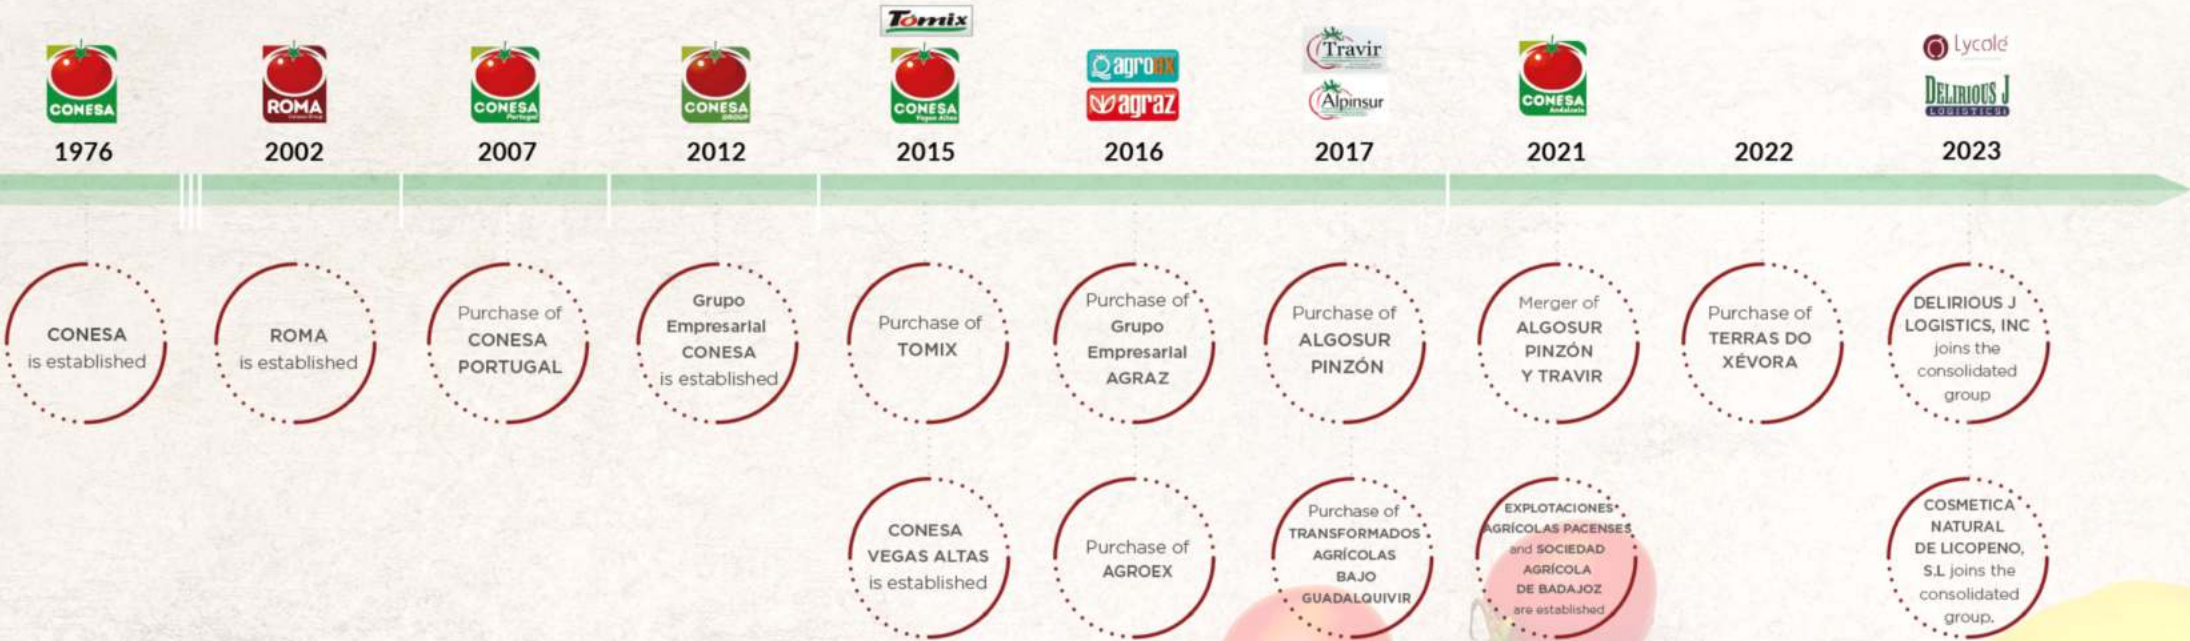 Tomix
CONESA
ROMA
CONESA
Portugal
CONESA
GROUP
CONESA
Vegas Altas
agroex
agraz
Travir
Alpinsur
CONESA
Andalucía
Lycolé
DELIRIOUS J
LOGISTICS
1976
2002
2007
2012
2015
2016
2017
2021
2022
2023
CONESA
is established
ROMA
is established
Purchase of
CONESA
PORTUGAL
Grupo
Empresarial
CONESA
is established
Purchase of
TOMIX
Purchase of
Grupo
Empresarial
AGRAZ
Purchase of
ALGOSUR
PINZÓN
Merger of
ALGOSUR
PINZÓN
Y TRAVIR
Purchase of
TERRAS DO
XÉVORA
DELIRIOUS J
LOGISTICS, INC
joins the
consolidated
group
CONESA
VEGAS ALTAS
is established
Purchase of
AGROEX
Purchase of
TRANSFORMADOS
AGRÍCOLAS
BAJO
GUADALQUIVIR
EXPLOTACIONES
AGRÍCOLAS PACENSES
and SOCIEDAD
AGRÍCOLA
DE BADAJOZ
are established
COSMETICA
NATURAL
DE LICOPENO,
S.L joins the
consolidated
group.